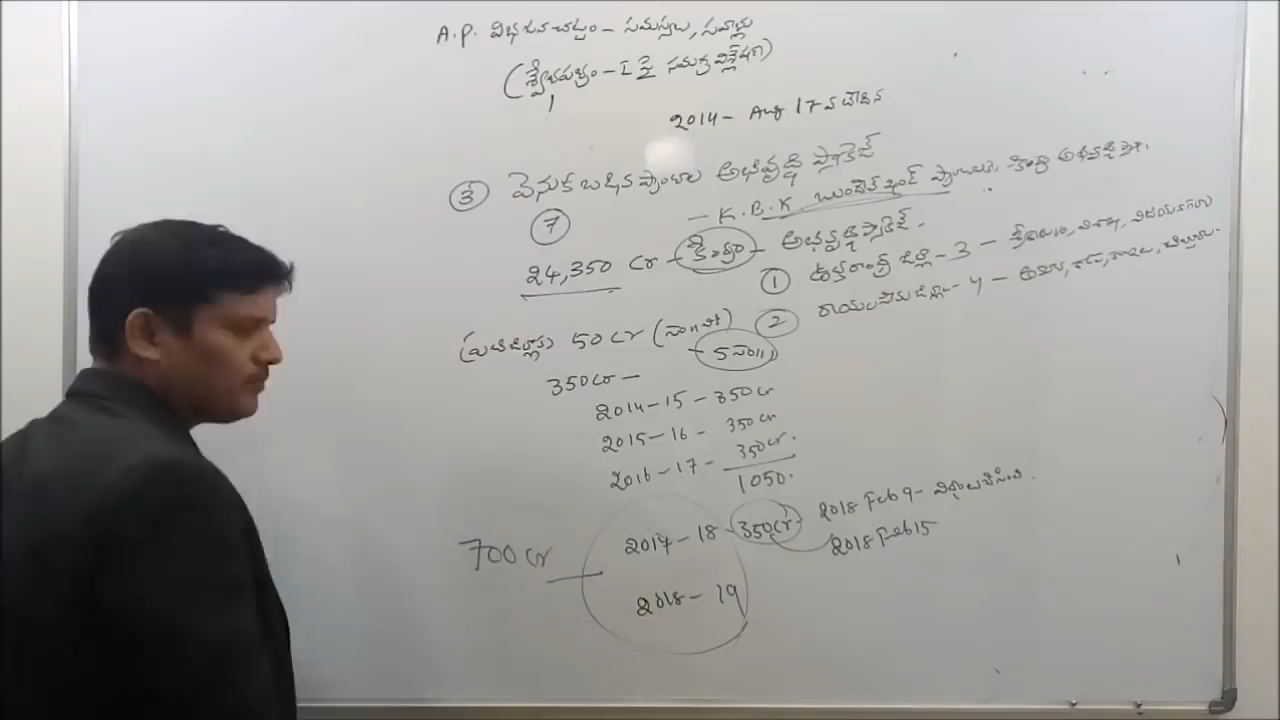 A.P. విభజన చట్టం - సమస్యలు, సవాళ్లు
(శ్వేతపత్రం - I పై సమగ్ర విశ్లేషణ)
2014 - Aug 17
③ వెనుకబడిన ప్రాంతాల అభివృద్ధి ప్యాకేజ్
⑦ - K.B.K బుందేల్ ఖండ్
24,350 Cr - కేంద్రం - అభివృద్ధి ప్యాకేజ్.
① ఉత్తరాంధ్ర జిల్లా - 3 -
② రాయలసీమ జిల్లా - 4 -
ప్రతి జిల్లాకు 50 Cr
- 5 సం॥
350 Cr -
2014-15 - 350 Cr
2015-16 - 350 Cr
2016-17 - 350 Cr.
1050.
700 Cr
2017-18 - 350 Cr - 2018 Feb 9 -
2018 Feb 15
2018-19